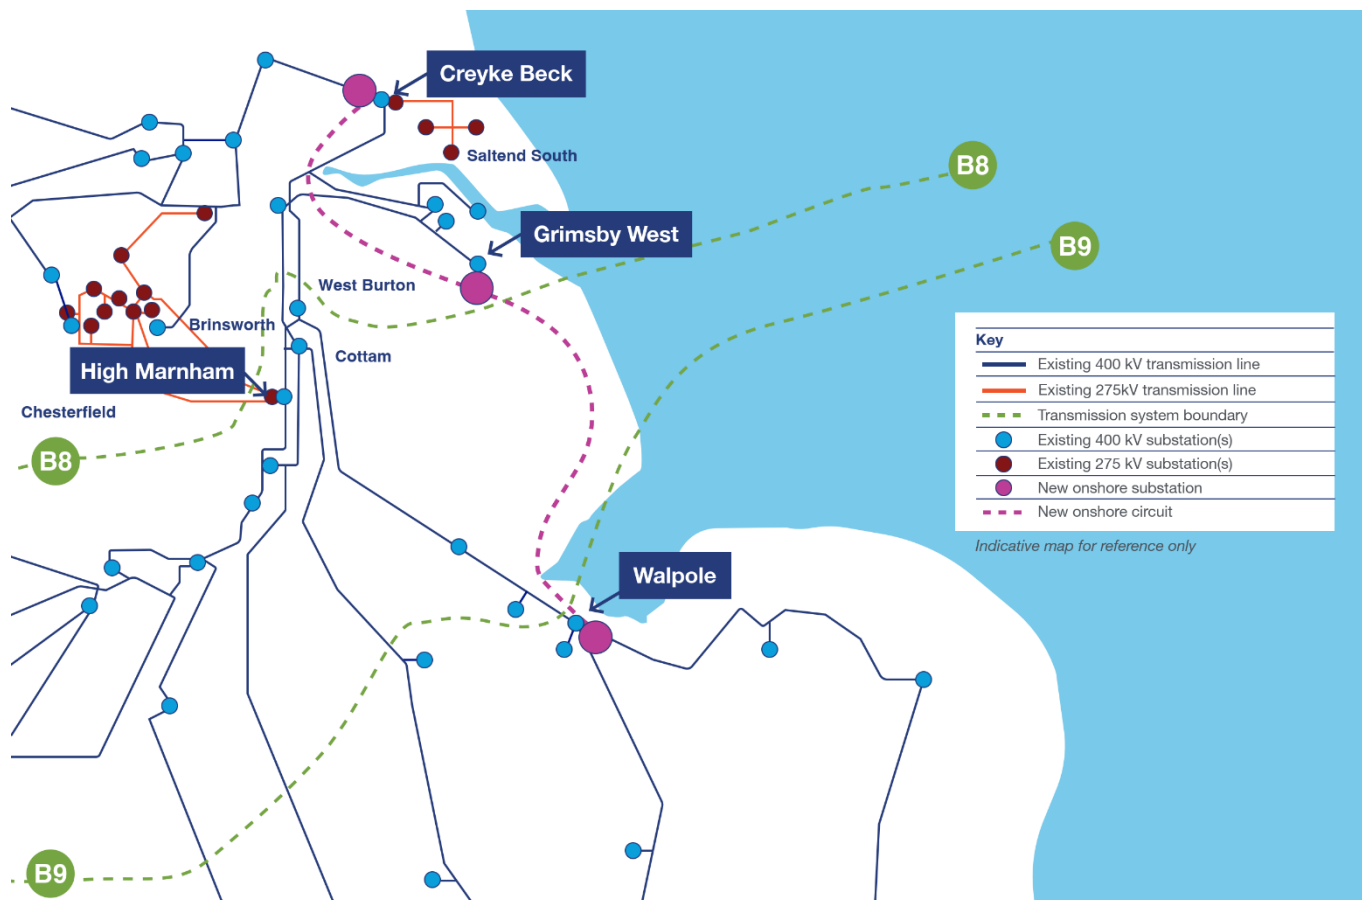 Creyke Beck
Saltend South
B8
Grimsby West
B9
West Burton
Brinsworth
Cottam
High Marnham
Chesterfield
B8
Key
Existing 400 kV transmission line
Existing 275kV transmission line
Transmission system boundary
Existing 400 kV substation(s)
Existing 275 kV substation(s)
New onshore substation
New onshore circuit
Indicative map for reference only
Walpole
B9